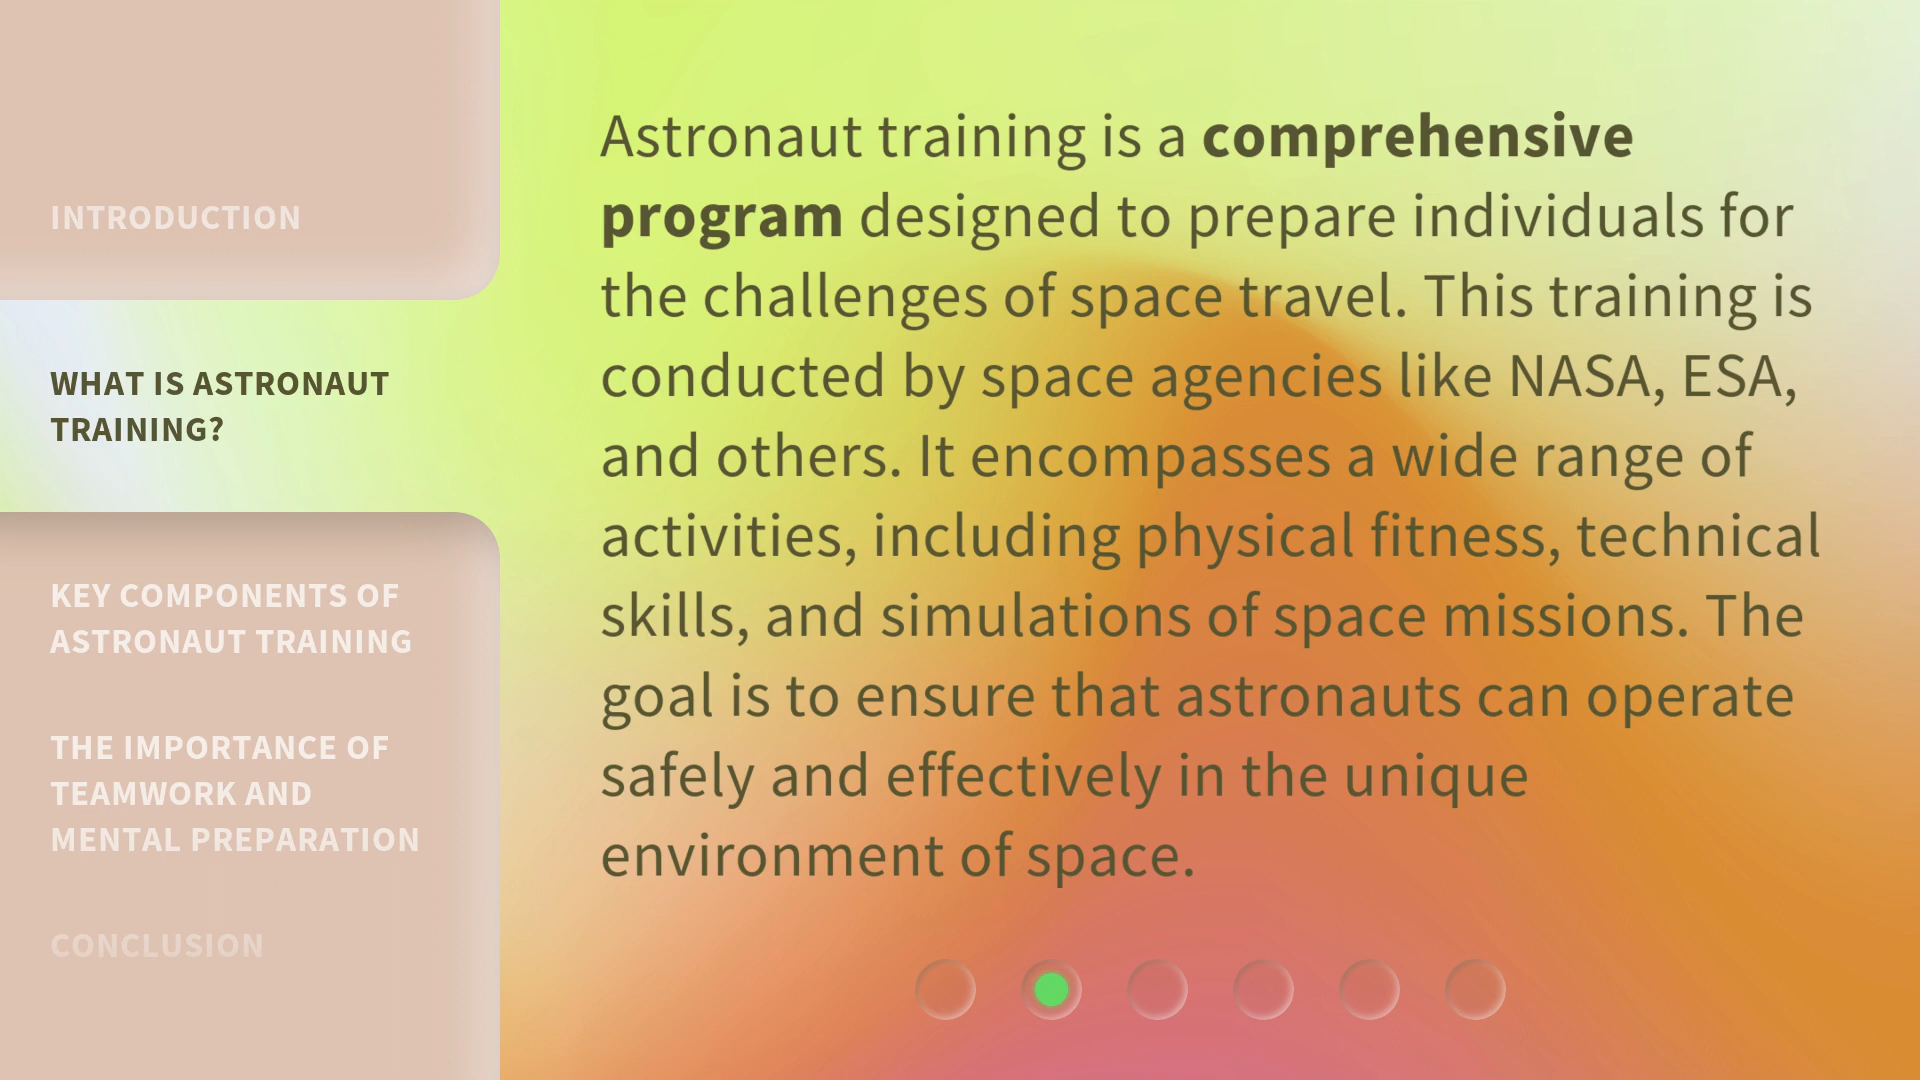 INTRODUCTION
WHAT IS ASTRONAUT
TRAINING?
KEY COMPONENTS OF
ASTRONAUT TRAINING
THE IMPORTANCE OF
TEAMWORK AND
MENTAL PREPARATION
CONCLUSION
Astronaut training is a comprehensive
program designed to prepare individuals for
the challenges of space travel. This training is
conducted by space agencies like NASA, ESA,
and others. It encompasses a wide range of
activities, including physical fitness, technical
skills, and simulations of space missions. The
goal is to ensure that astronauts can operate
safely and effectively in the unique
environment of space.